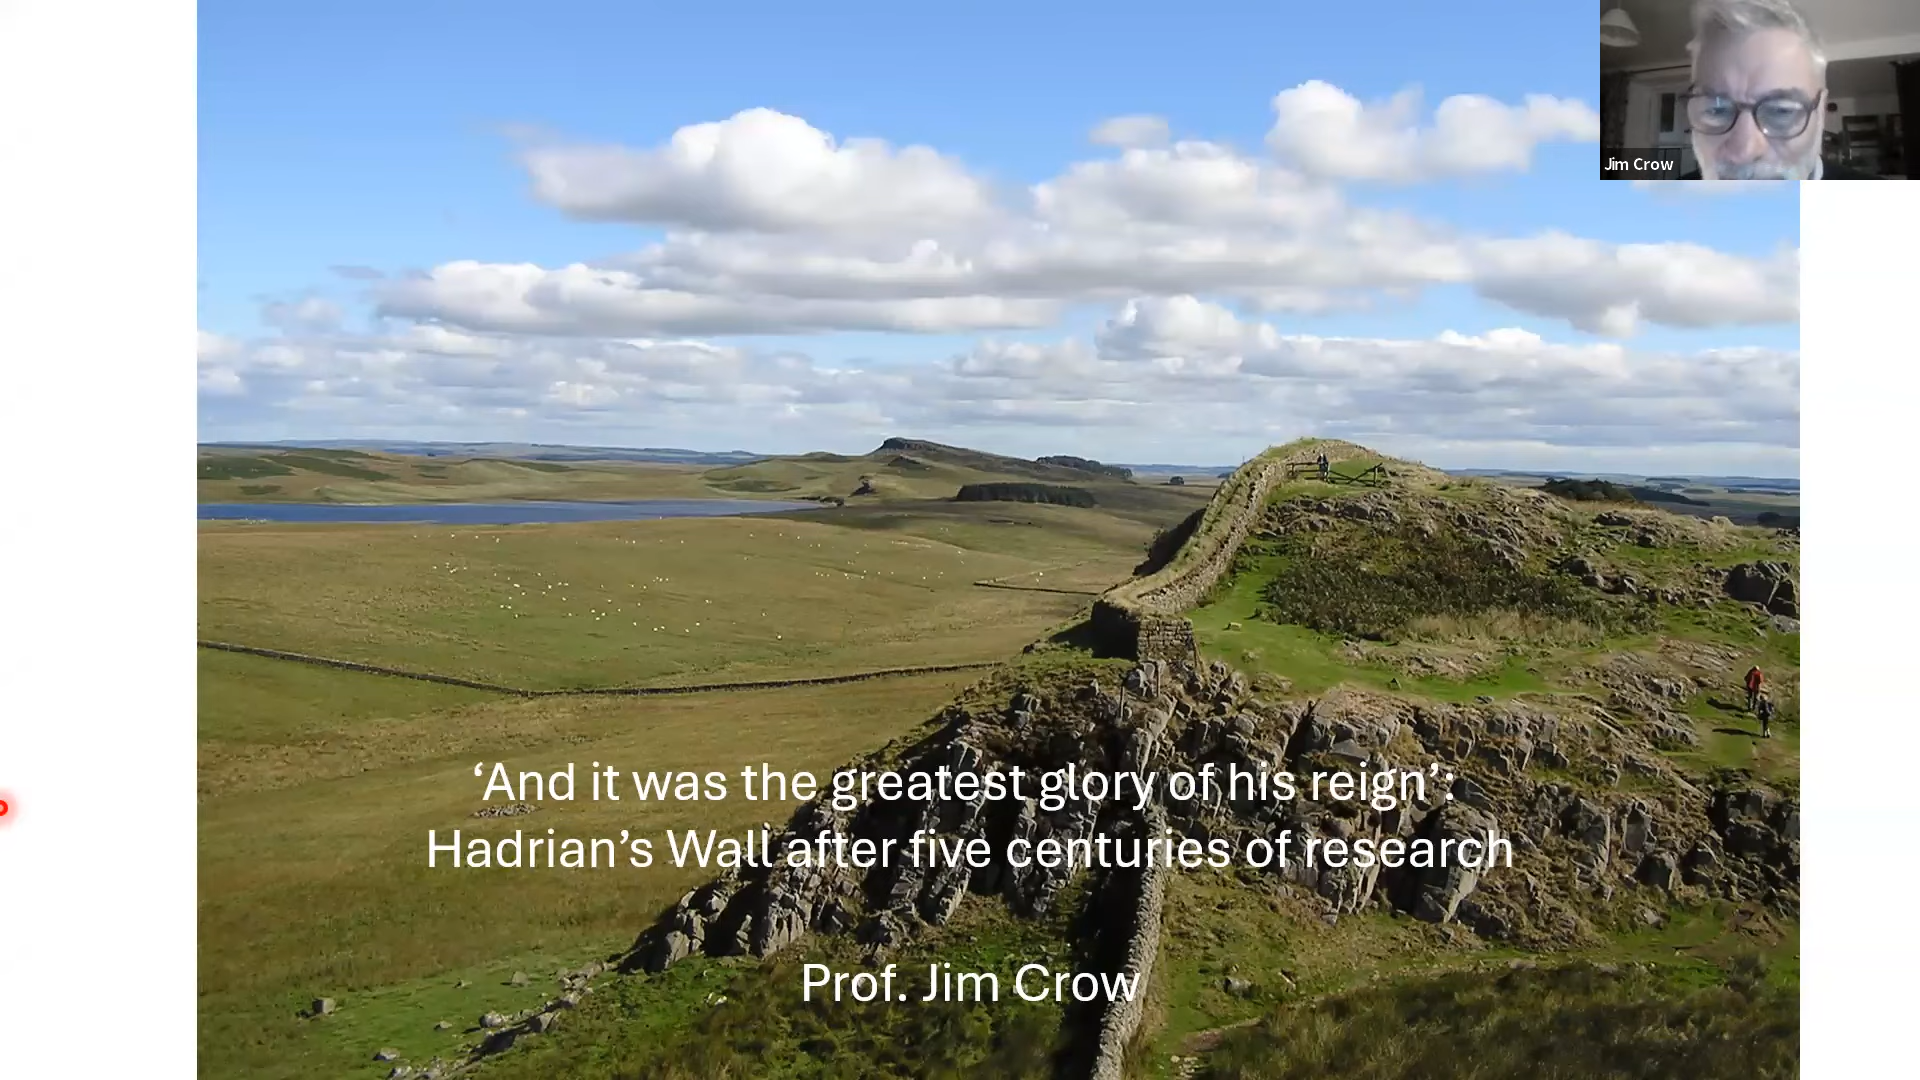 Jim Crow
‘And it was the greatest glory of his reign’:
Hadrian’s Wall after five centuries of research
Prof. Jim Crow